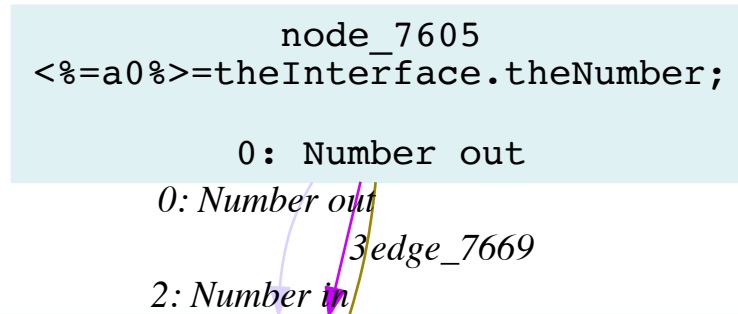 node_7605
<%=a0%>=theInterface.theNumber;
0: Number out
0: Number out
3edge_7669
2: Number in